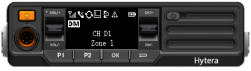 DM
CH D1
Zone 1
P1 P2 OK
Hytera